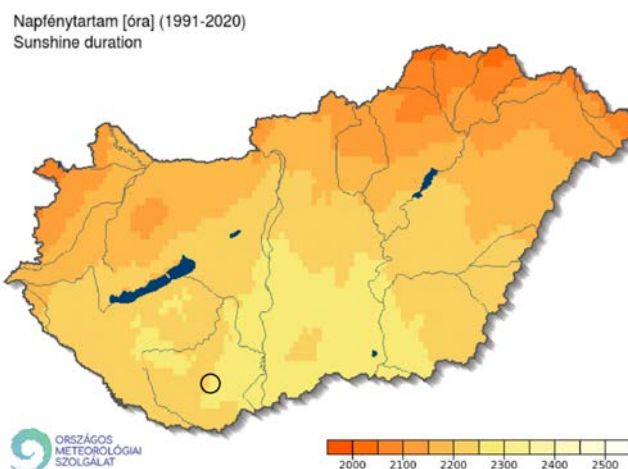 Napfénytartam [óra] (1991-2020)
Sunshine duration
ORSZÁGOS
METEOROLÓGIAI
SZOLGÁLAT
2000 2100 2200 2300 2400 2500